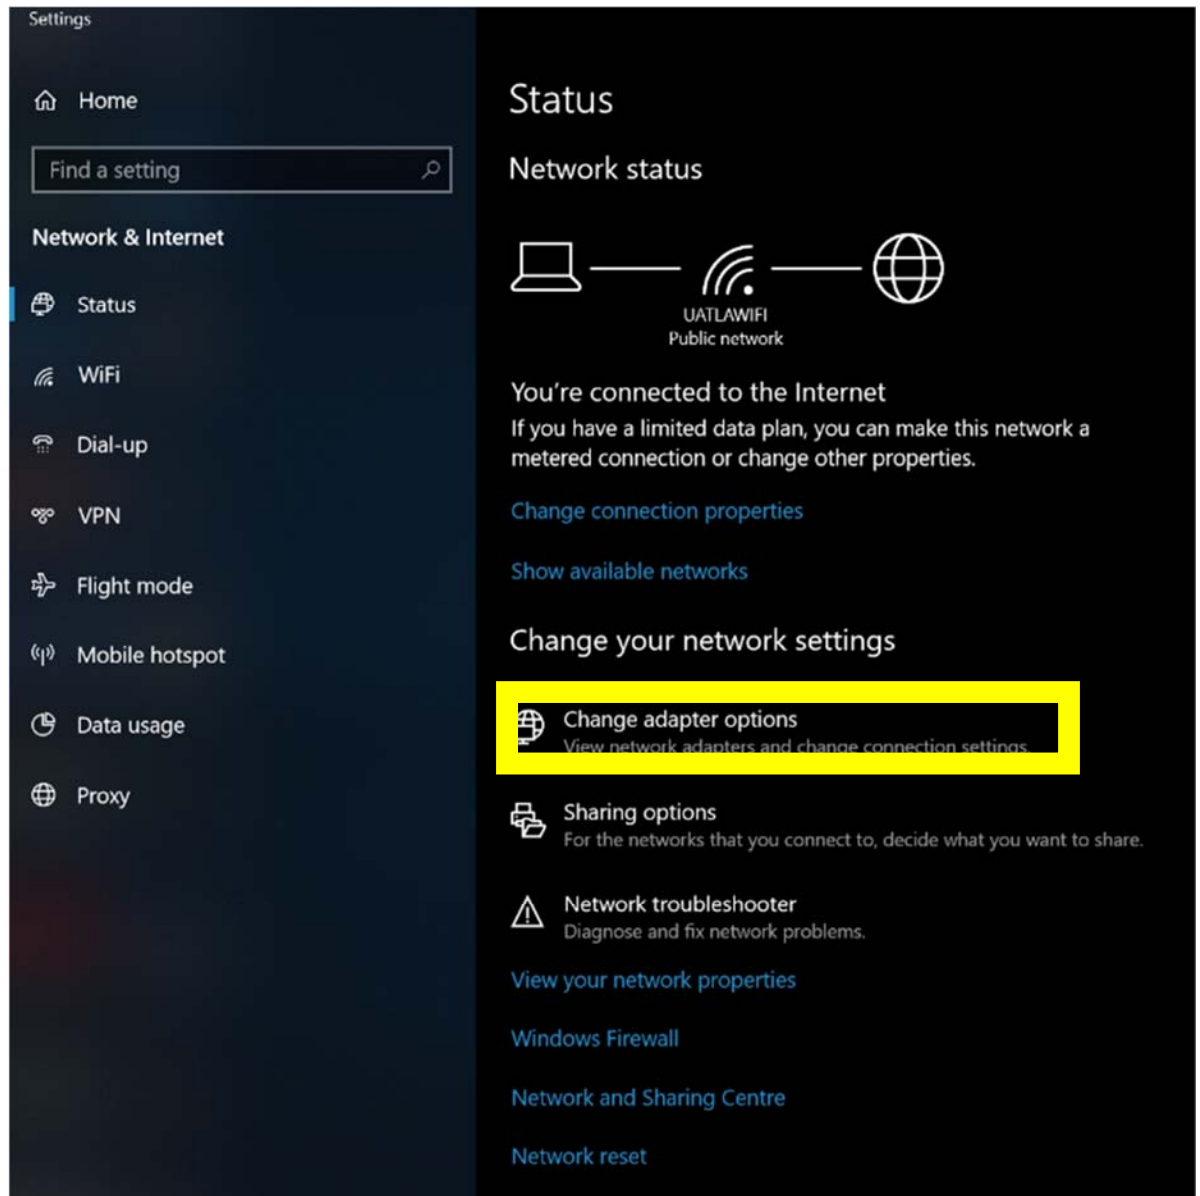 Settings
Home
Find a setting
Network & Internet
Status
WiFi
Dial-up
VPN
Flight mode
Mobile hotspot
Data usage
Proxy
Status
Network status
UATLAWIFI
Public network
You're connected to the Internet
If you have a limited data plan, you can make this network a
metered connection or change other properties.
Change connection properties
Show available networks
Change your network settings
Change adapter options
View network adapters and change connection settings.
Sharing options
For the networks that you connect to, decide what you want to share.
Network troubleshooter
Diagnose and fix network problems.
View your network properties
Windows Firewall
Network and Sharing Centre
Network reset